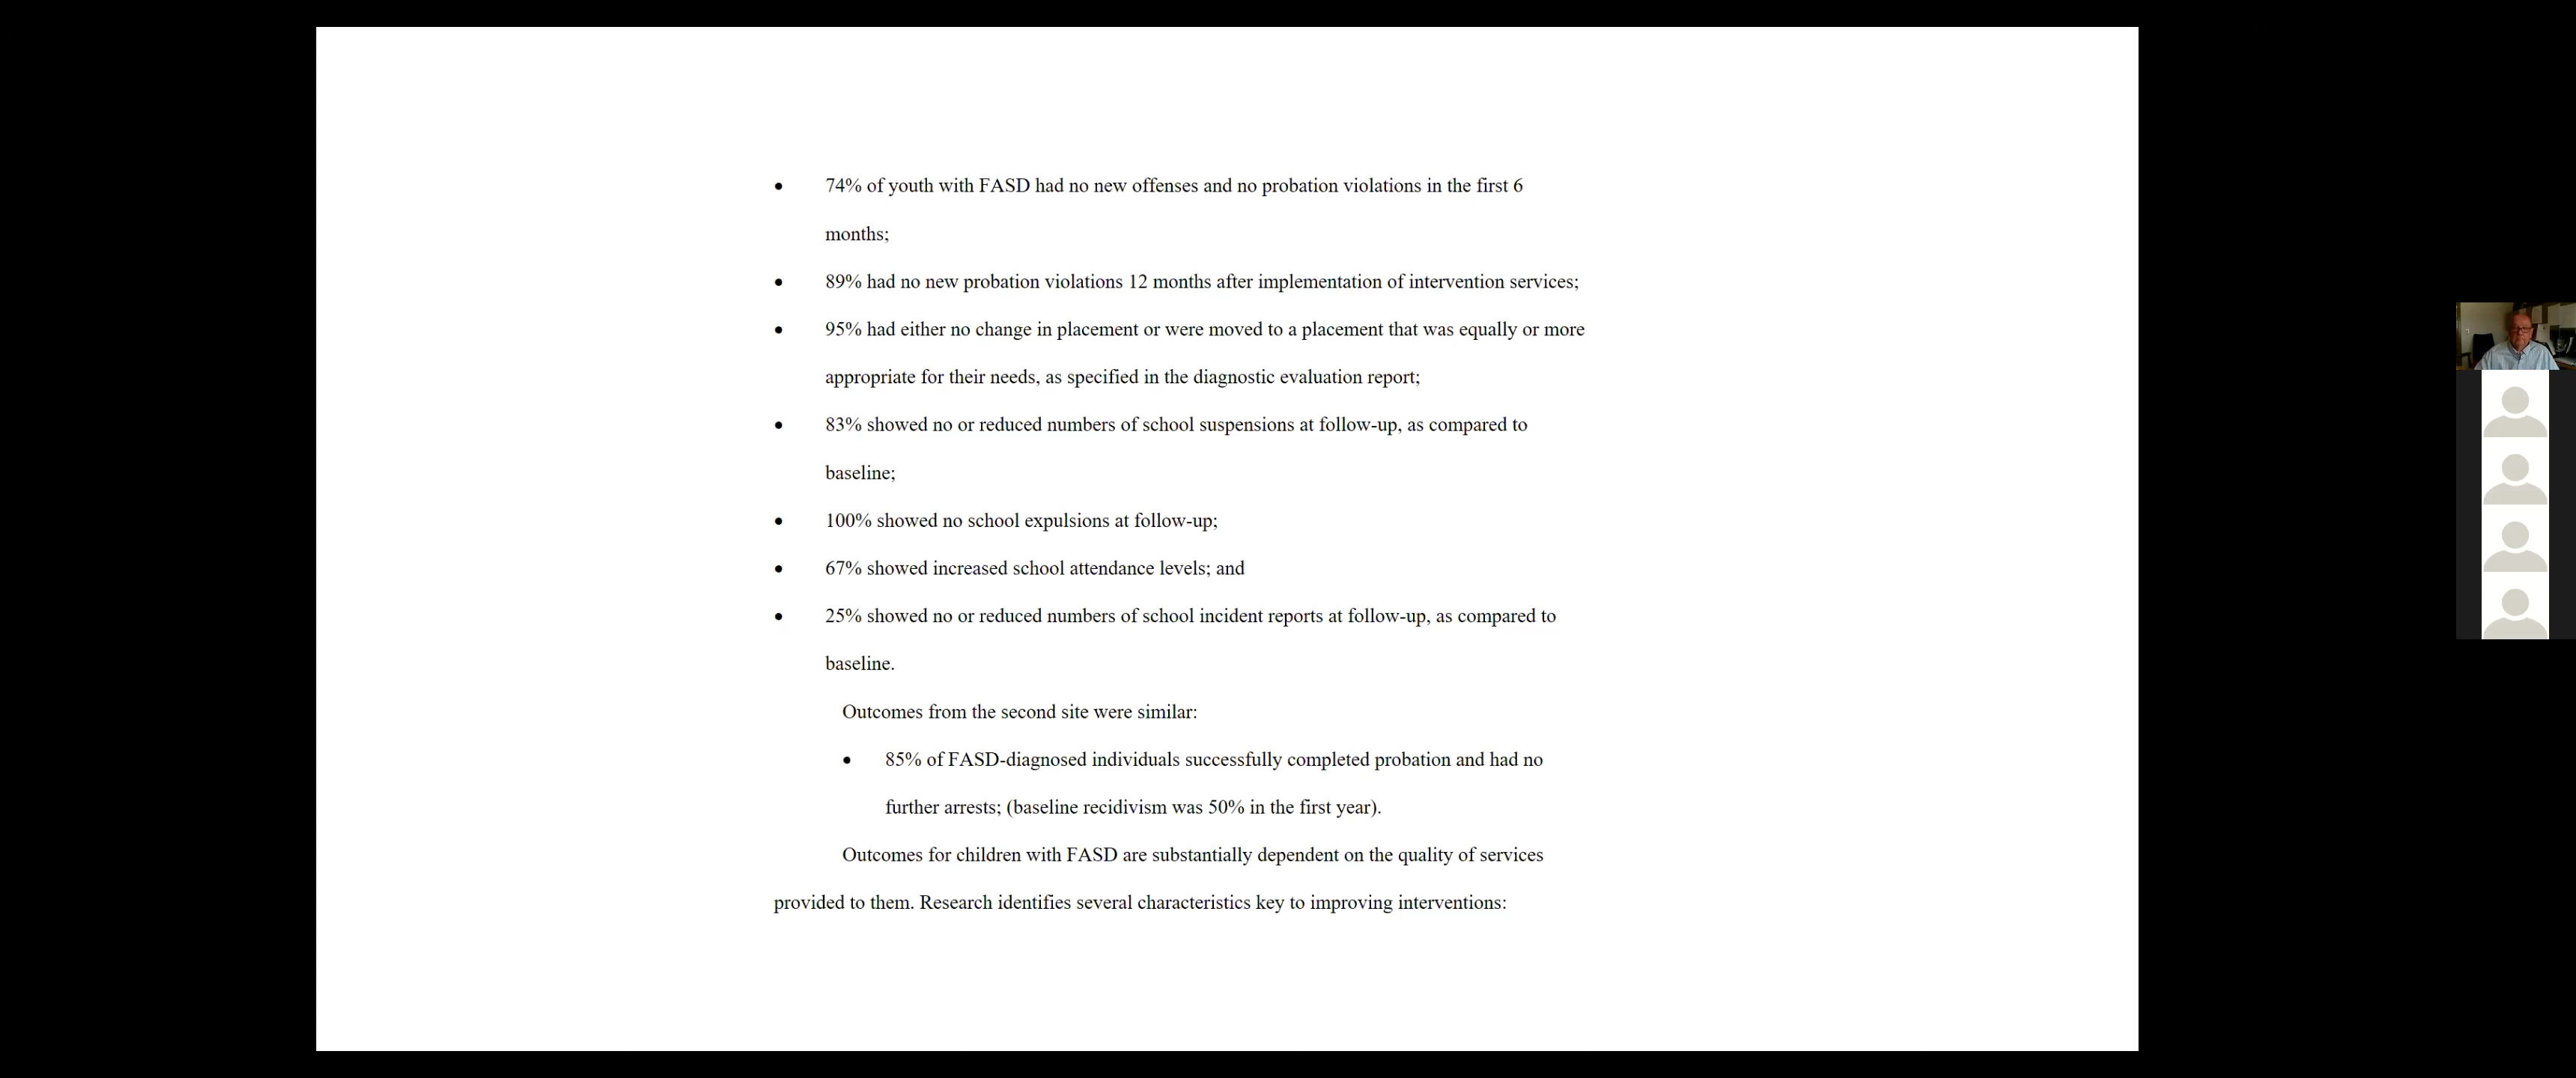 • 74% of youth with FASD had no new offenses and no probation violations in the first 6
months;
• 89% had no new probation violations 12 months after implementation of intervention services;
• 95% had either no change in placement or were moved to a placement that was equally or more
appropriate for their needs, as specified in the diagnostic evaluation report;
• 83% showed no or reduced numbers of school suspensions at follow-up, as compared to
baseline;
• 100% showed no school expulsions at follow-up;
• 67% showed increased school attendance levels; and
• 25% showed no or reduced numbers of school incident reports at follow-up, as compared to
baseline.
Outcomes from the second site were similar:
• 85% of FASD-diagnosed individuals successfully completed probation and had no
further arrests; (baseline recidivism was 50% in the first year).
Outcomes for children with FASD are substantially dependent on the quality of services
provided to them. Research identifies several characteristics key to improving interventions: